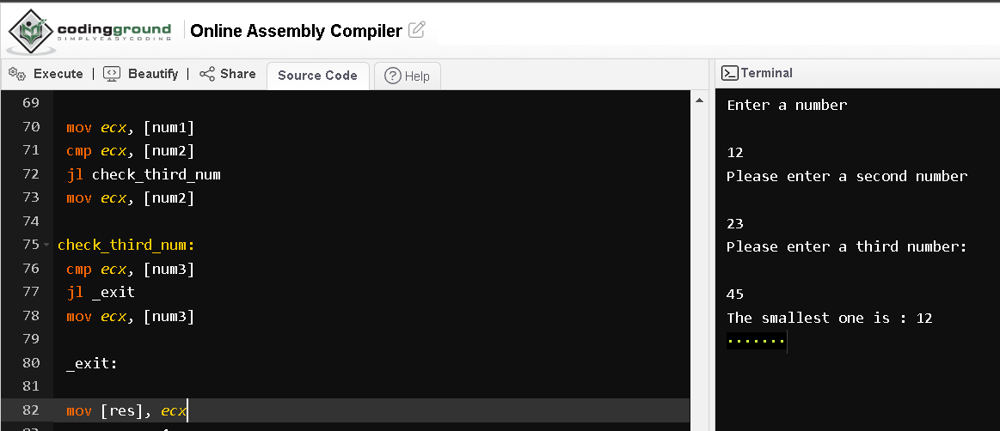 codingground
SIMPLYEASYCODING
Online Assembly Compiler
Execute | Beautify | Share Source Code Help
69
70 mov ecx, [num1]
71 cmp ecx, [num2]
72 jl check_third_num
73 mov ecx, [num2]
74
75 check_third_num:
76 cmp ecx, [num3]
77 jl _exit
78 mov ecx, [num3]
79
80 _exit:
81
82 mov [res], ecx
Terminal
Enter a number
12
Please enter a second number
23
Please enter a third number:
45
The smallest one is : 12
.......